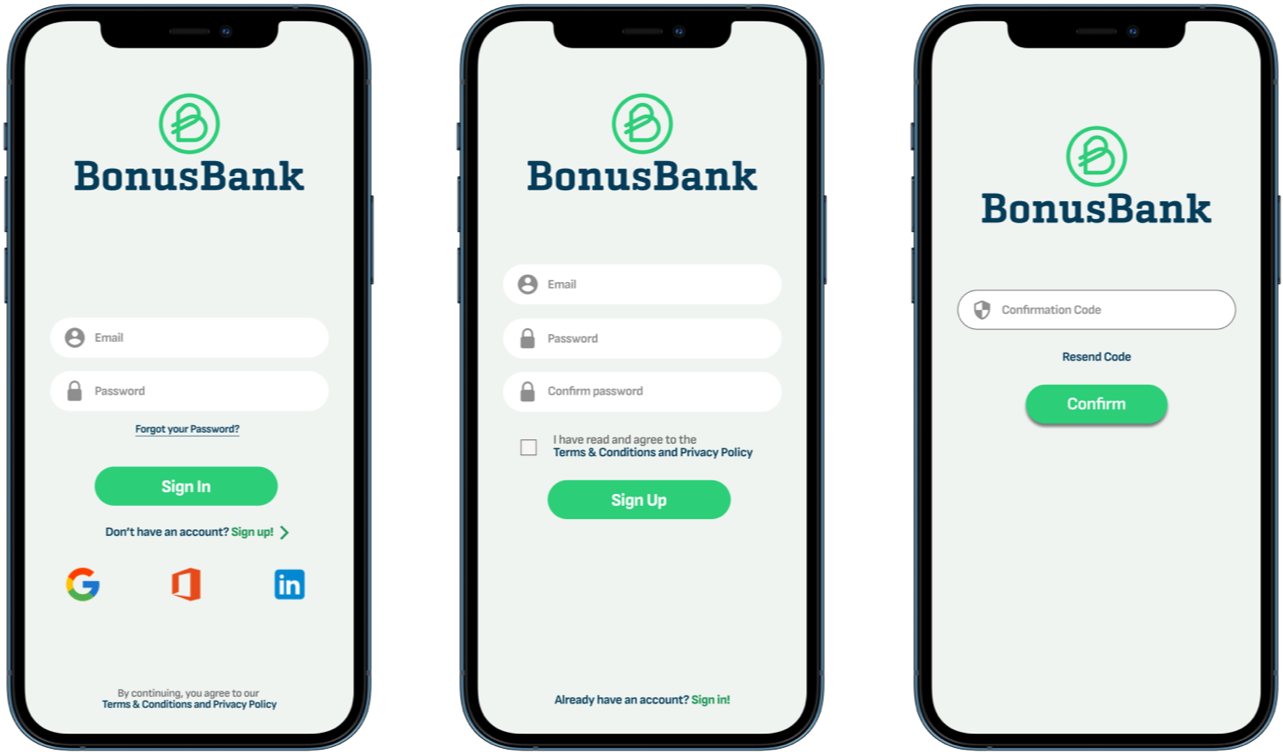 BonusBank
Email
Password
Forgot your Password?
Sign In
Don't have an account? Sign up!
in
By continuing, you agree to our
Terms & Conditions and Privacy Policy
BonusBank
Email
Password
Confirm password
I have read and agree to the
Terms & Conditions and Privacy Policy
Sign Up
Already have an account? Sign in!
BonusBank
Confirmation Code
Resend Code
Confirm